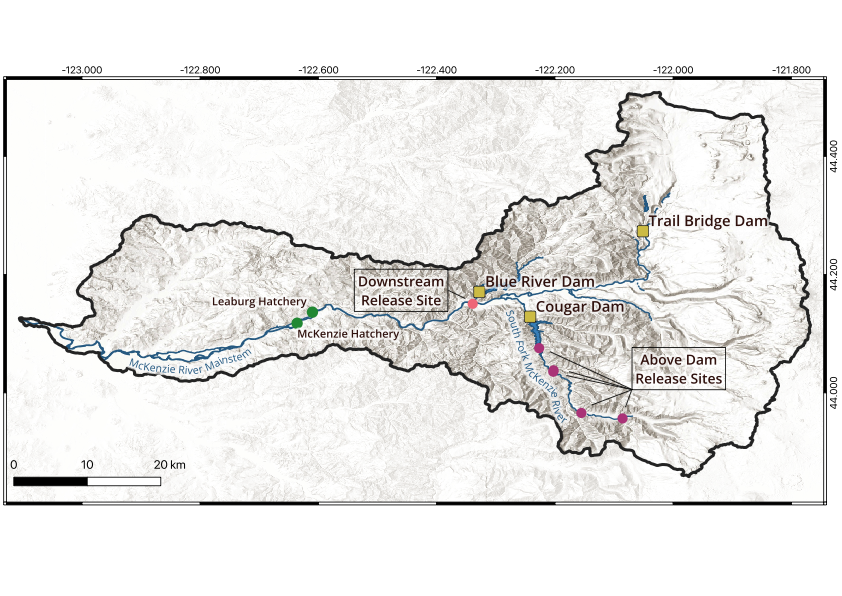 -123.000 -122.800 -122.600 -122.400 -122.200 -122.000 -121.800
44.400
Trail Bridge Dam
44.200
Downstream
Release Site
Blue River Dam
Leaburg Hatchery
Cougar Dam
McKenzie Hatchery
South Fork McKenzie River
McKenzie River Mainstem
Above Dam
Release Sites
44.000
0 10 20 km